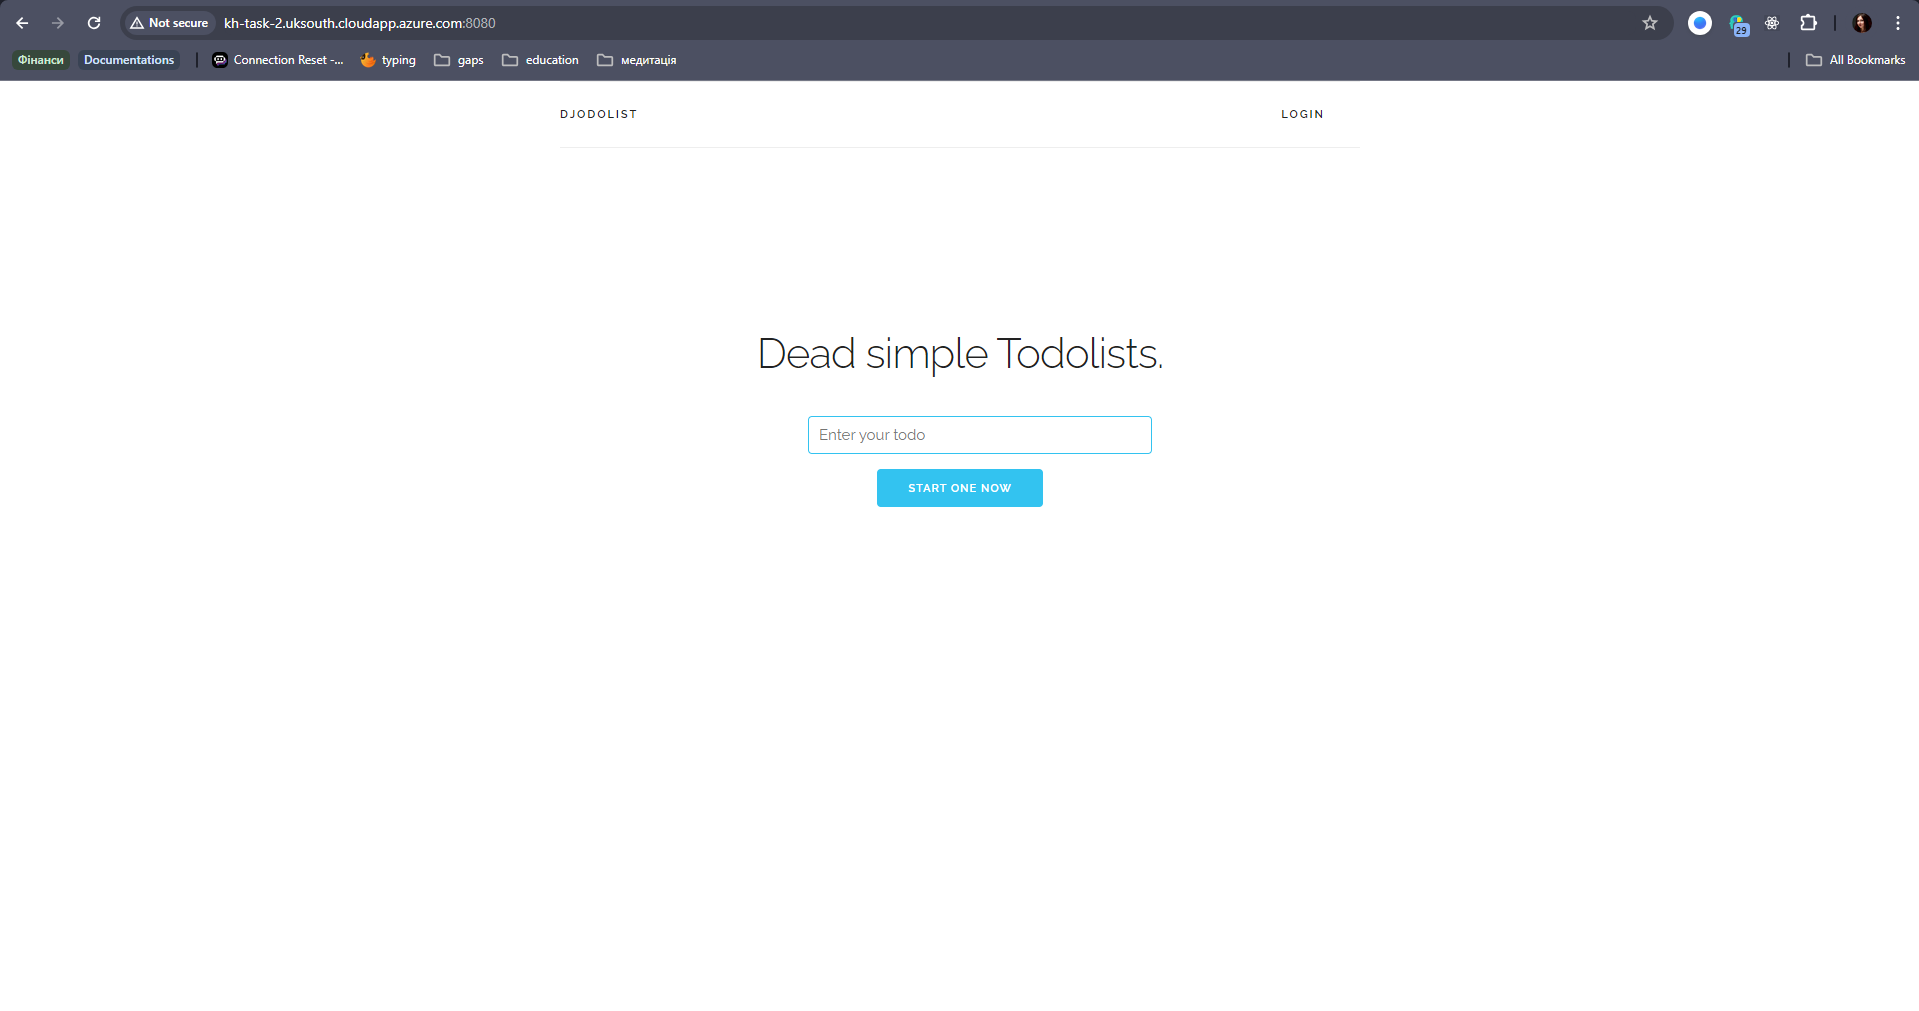 Not secure kh-task-2.uksouth.cloudapp.azure.com:8080
29
Фінанси Documentations Connection Reset -... typing gaps education медитація All Bookmarks
DJODOLIST LOGIN
Dead simple Todolists.
Enter your todo
START ONE NOW